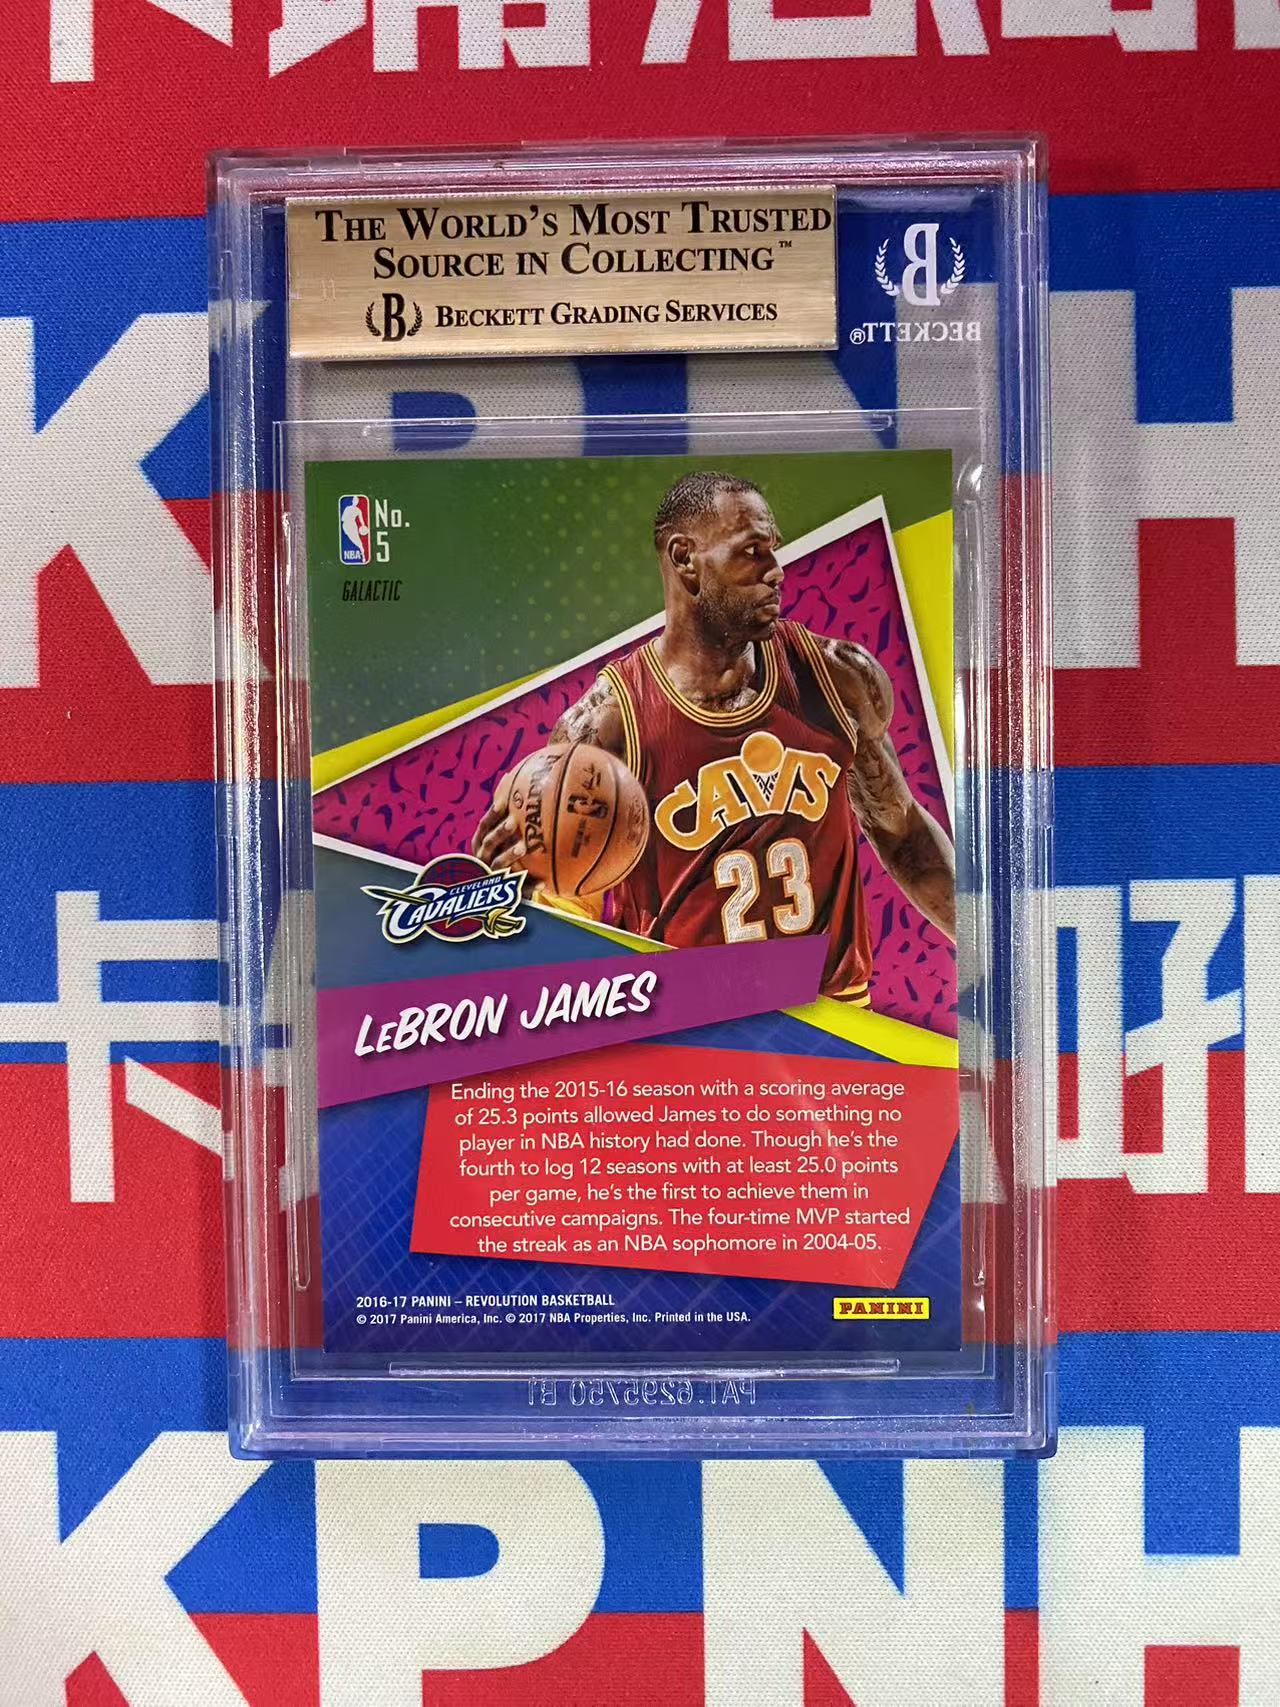 THE WORLD'S MOST TRUSTED
SOURCE IN COLLECTING™
B BECKETT GRADING SERVICES
B
BECKETT®
No.
5
NBA
GALACTIC
SPALDING
CAVS
23
CLEVELAND
CAVALIERS
LEBRON JAMES
Ending the 2015-16 season with a scoring average
of 25.3 points allowed James to do something no
player in NBA history had done. Though he's the
fourth to log 12 seasons with at least 25.0 points
per game, he's the first to achieve them in
consecutive campaigns. The four-time MVP started
the streak as an NBA sophomore in 2004-05.
2016-17 PANINI – REVOLUTION BASKETBALL
© 2017 Panini America, Inc. © 2017 NBA Properties, Inc. Printed in the USA.
PANINI
PAT. 6295750 B1
KPNH